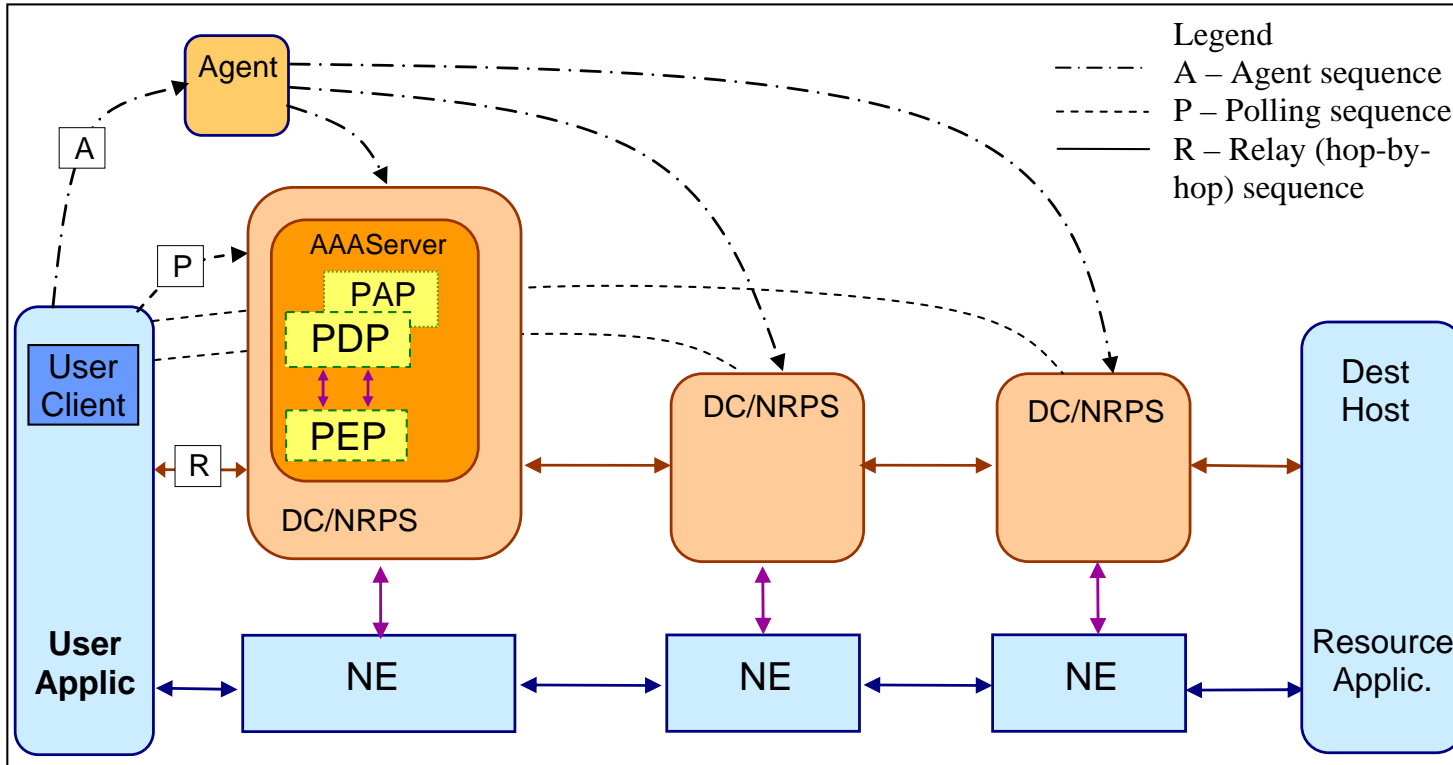 Legend
A – Agent sequence
P – Polling sequence
R – Relay (hop-by-
hop) sequence
Agent
A
P
AAAServer
PAP
PDP
PEP
DC/NRPS
User
Client
R
DC/NRPS
DC/NRPS
Dest
Host
User
Applic
NE
NE
NE
Resource
Applic.